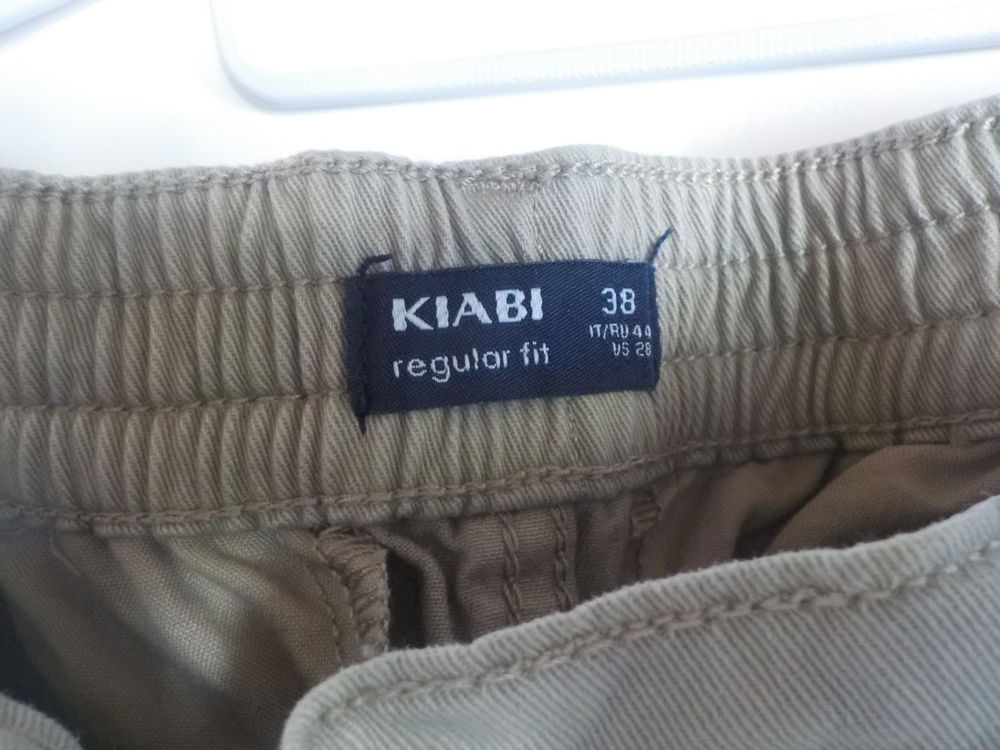 KIABI 38
IT/RU 44
US 28
regular fit